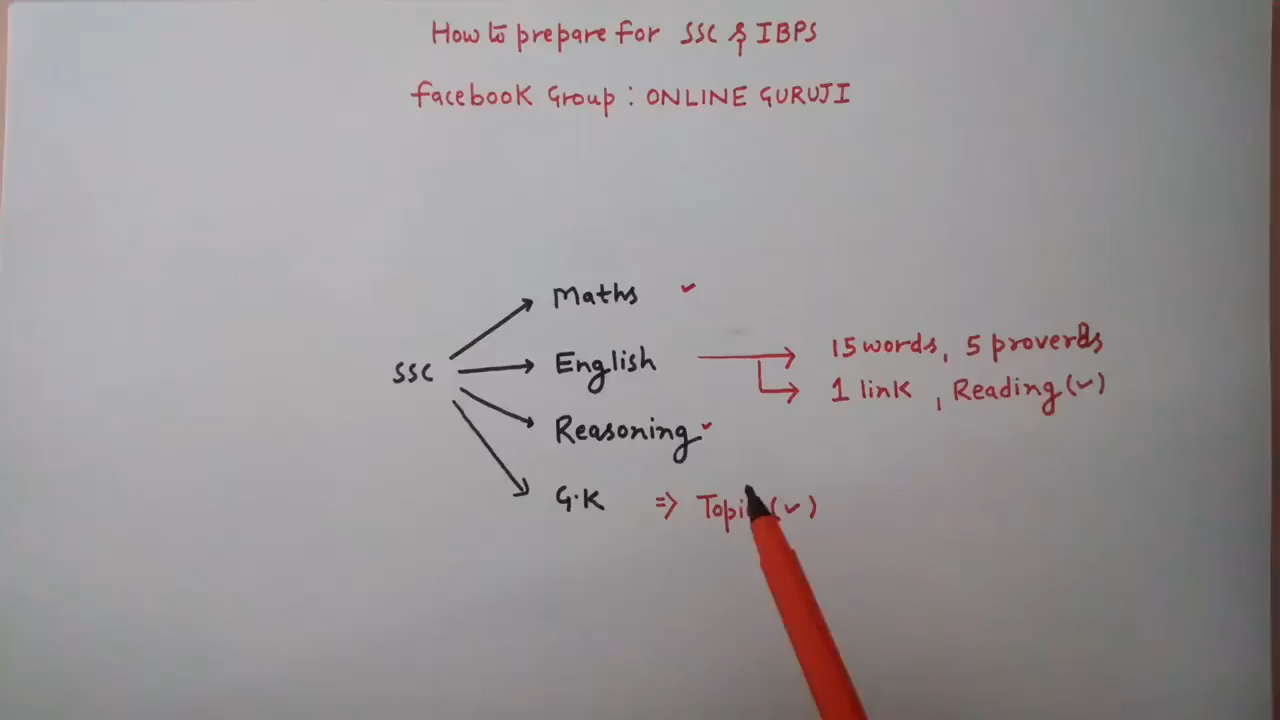 How to prepare for SSC & IBPS
facebook Group : ONLINE GURUJI
Maths ✓
SSC English → 15 words, 5 proverbs
1 link, Reading (✓)
Reasoning ✓
G.K ⇒ (✓)